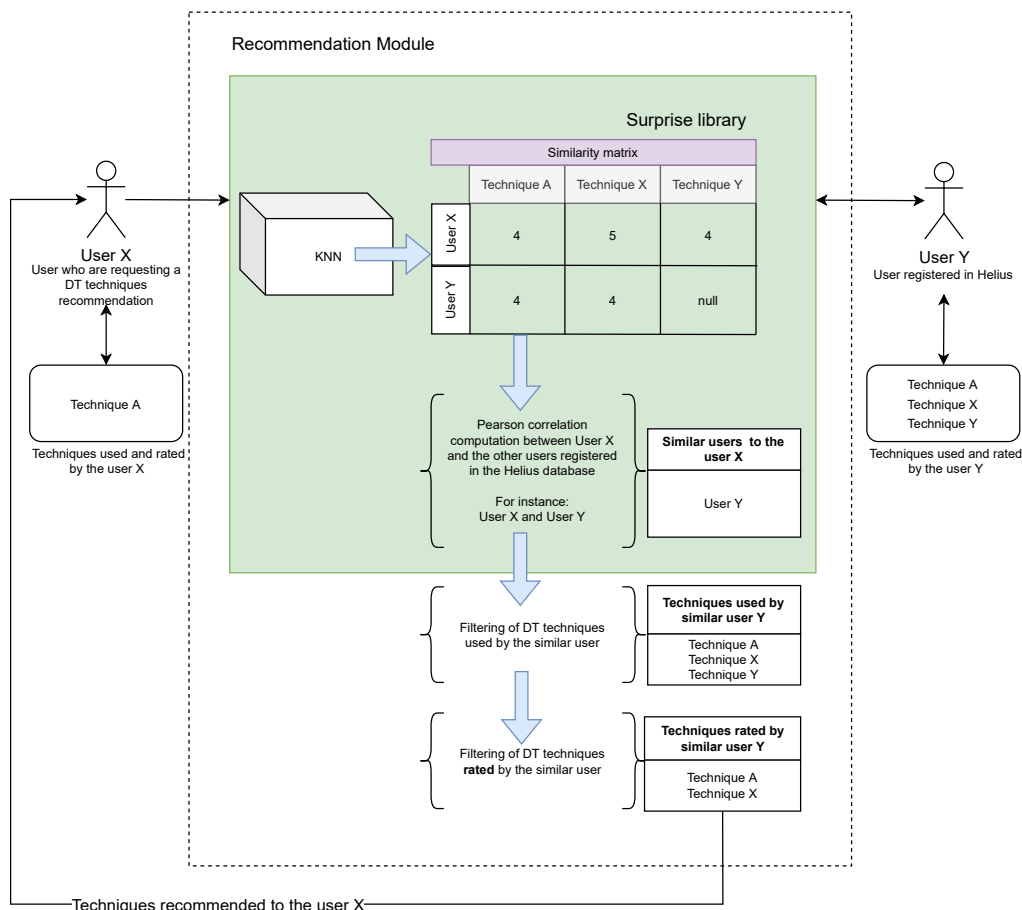 Recommendation Module
Surprise library
Similarity matrix
Technique A
Technique X
Technique Y
User X
4
5
4
User Y
4
4
null
KNN
User X
User who are requesting a
DT techniques
recommendation
Technique A
Techniques used and rated
by the user X
User Y
User registered in Helius
Technique A
Technique X
Technique Y
Techniques used and rated
by the user Y
Pearson correlation
computation between User X
and the other users registered
in the Helius database
For instance:
User X and User Y
Similar users to the
user X
User Y
Filtering of DT techniques
used by the similar user
Techniques used by
similar user Y
Technique A
Technique X
Technique Y
Filtering of DT techniques
rated by the similar user
Techniques rated by
similar user Y
Technique A
Technique X
Techniques recommended to the user X